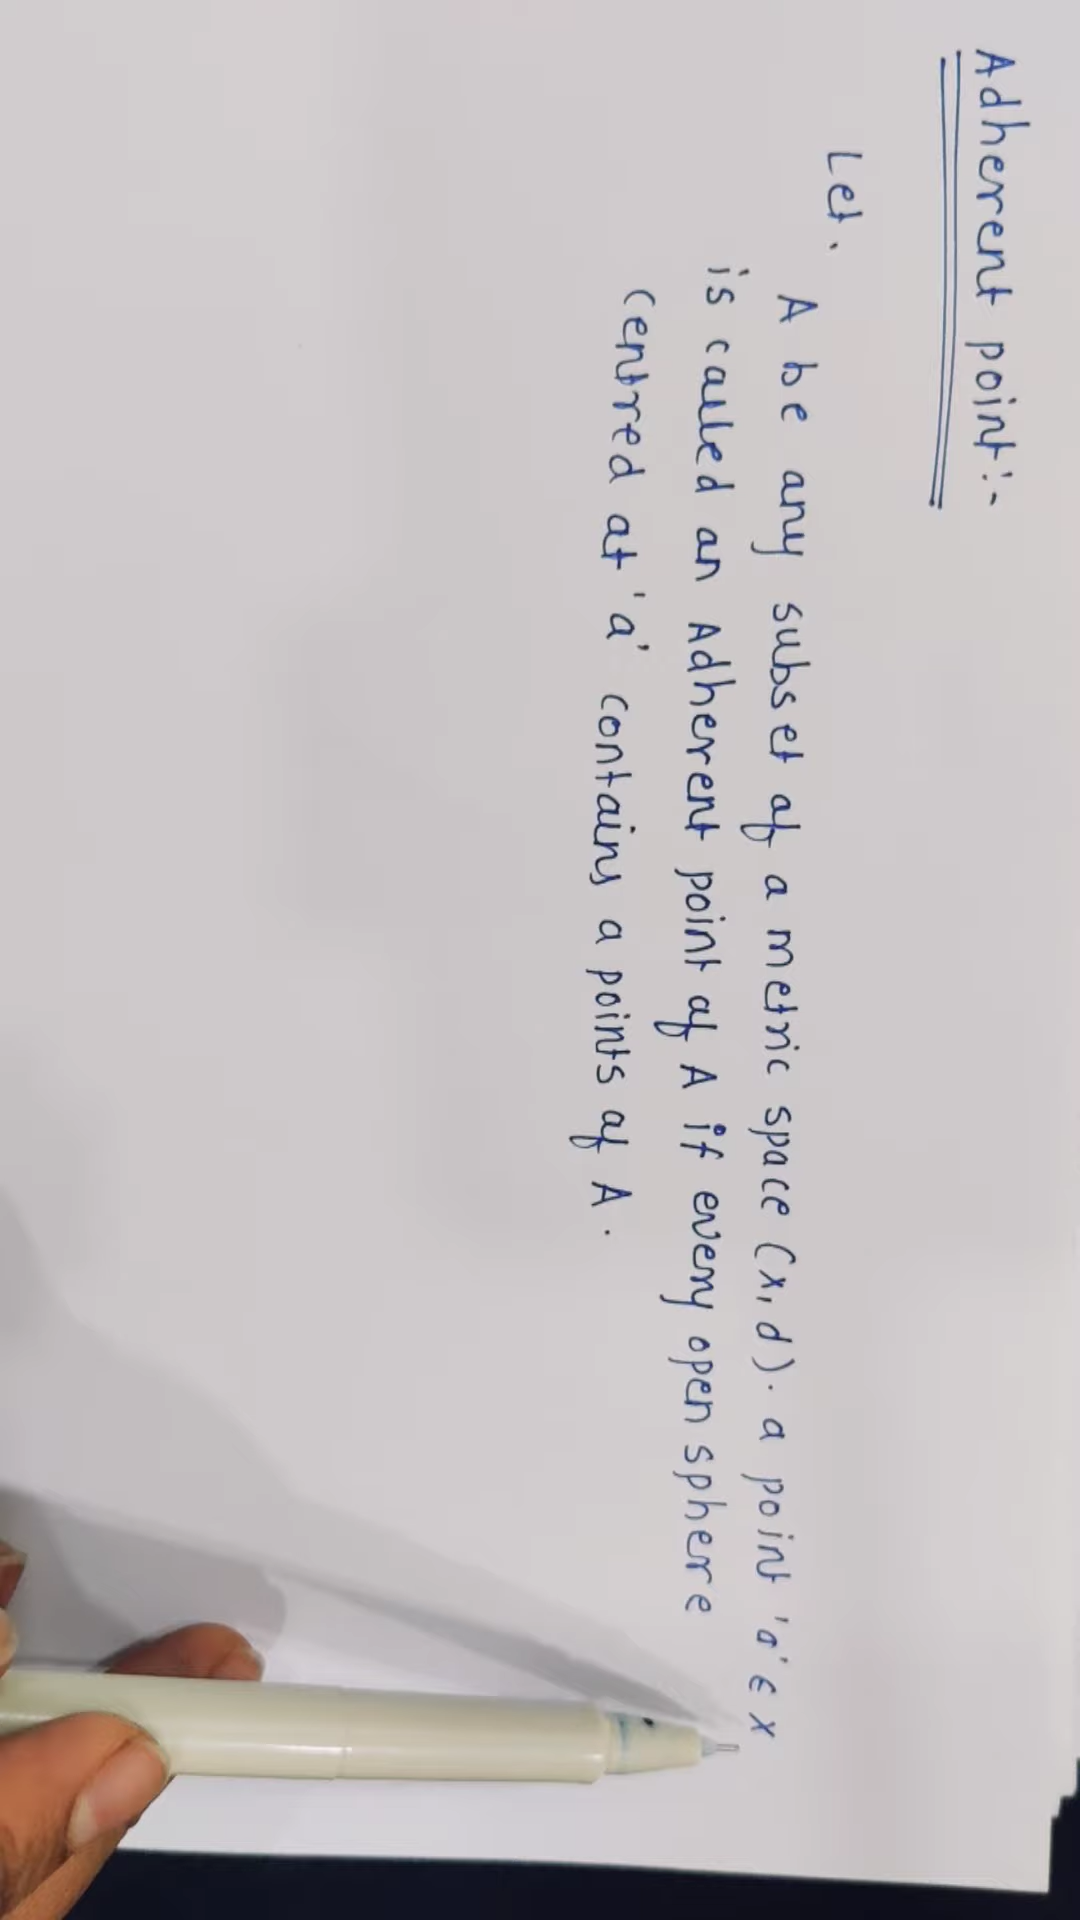 Adherent point:-
Let.
A be any subset of a metric space (x, d). a point 'a' ∈ x
is called an Adherent point of A if every open sphere
centred at 'a' contains a points of A.